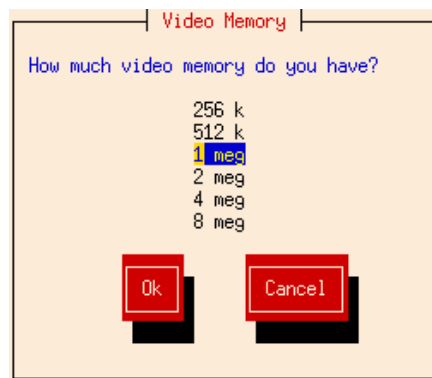 Video Memory
How much video memory do you have?
256 k
512 k
1 meg
2 meg
4 meg
8 meg
Ok Cancel